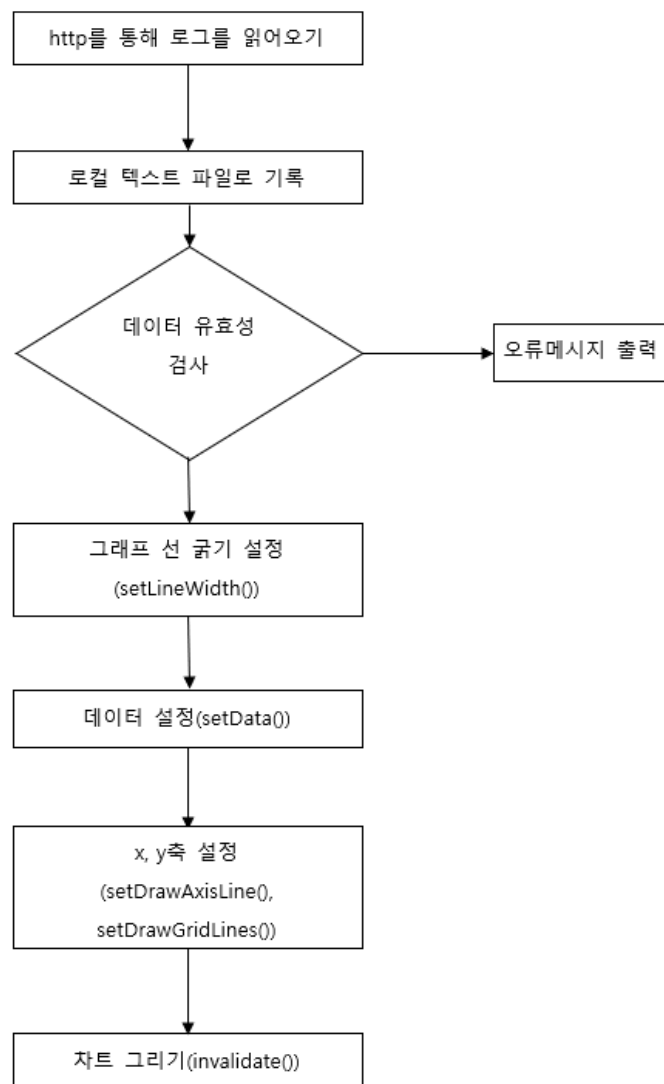 http를 통해 로그를 읽어오기
로컬 텍스트 파일로 기록
데이터 유효성
검사
오류메시지 출력
그래프 선 굵기 설정
(setLineWidth())
데이터 설정(setData())
x, y축 설정
(setDrawAxisLine(),
setDrawGridLines())
차트 그리기(invalidate())